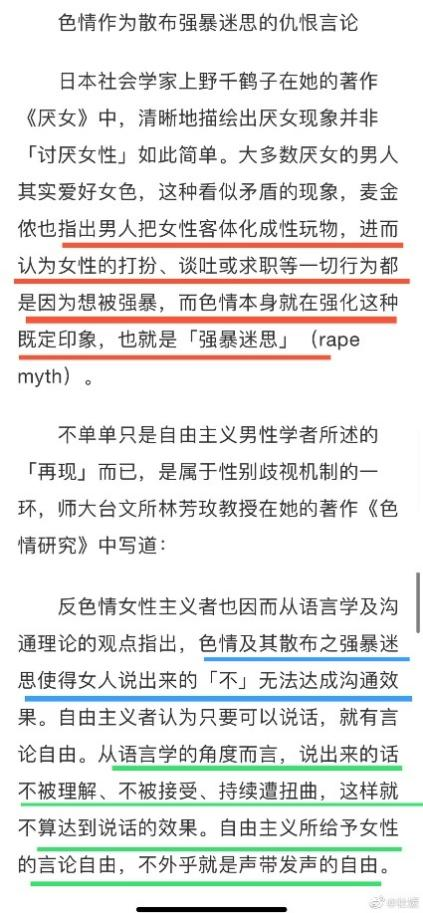 色情作为散布强暴迷思的仇恨言论
日本社会学家上野千鹤子在她的著作
《厌女》中，清晰地描绘出厌女现象并非
「讨厌女性」如此简单。大多数厌女的男人
其实爱好女色，这种看似矛盾的现象，麦金
侬也指出男人把女性客体化成性玩物，进而
认为女性的打扮、谈吐或求职等一切行为都
是因为想被强暴，而色情本身就在强化这种
既定印象，也就是「强暴迷思」（rape
myth）。
不单单只是自由主义男性学者所述的
「再现」而已，是属于性别歧视机制的一
环，师大台文所林芳玫教授在她的著作《色
情研究》中写道：
反色情女性主义者也因而从语言学及沟
通理论的观点指出，色情及其散布之强暴迷
思使得女人说出来的「不」无法达成沟通效
果。自由主义者认为只要可以说话，就有言
论自由。从语言学的角度而言，说出来的话
不被理解、不被接受、持续遭扭曲，这样就
不算达到说话的效果。自由主义所给予女性
的言论自由，不外乎就是声带发声的自由。